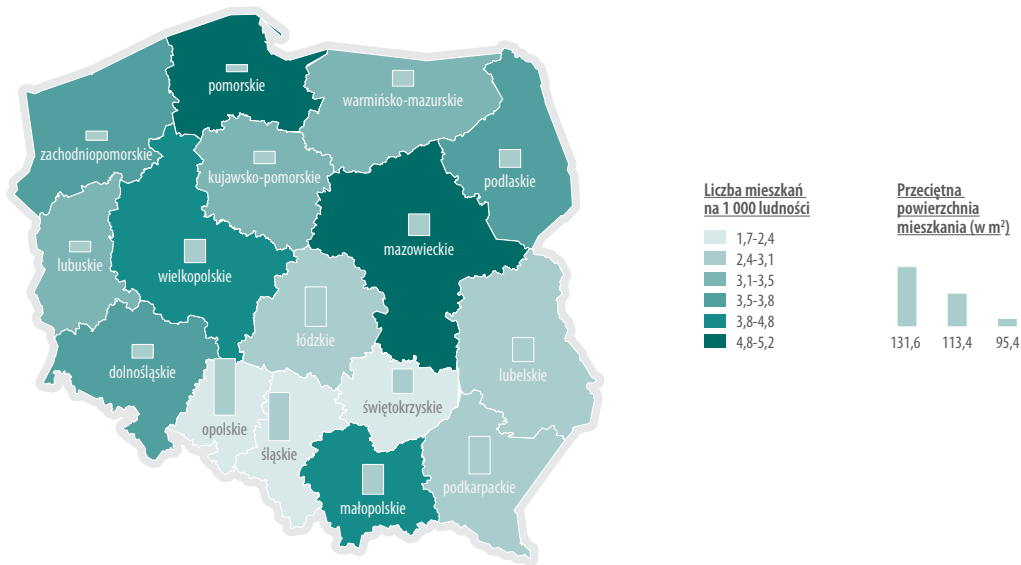 pomorskie
warmińsko-mazurskie
zachodniopomorskie
kujawsko-pomorskie
podlaskie
mazowieckie
lubuskie
wielkopolskie
łódzkie
dolnośląskie
lubelskie
świętokrzyskie
opolskie
śląskie
podkarpackie
małopolskie
Liczba mieszkań
na 1 000 ludności
1,7-2,4
2,4-3,1
3,1-3,5
3,5-3,8
3,8-4,8
4,8-5,2
Przeciętna
powierzchnia
mieszkania (w m²)
131,6 113,4 95,4